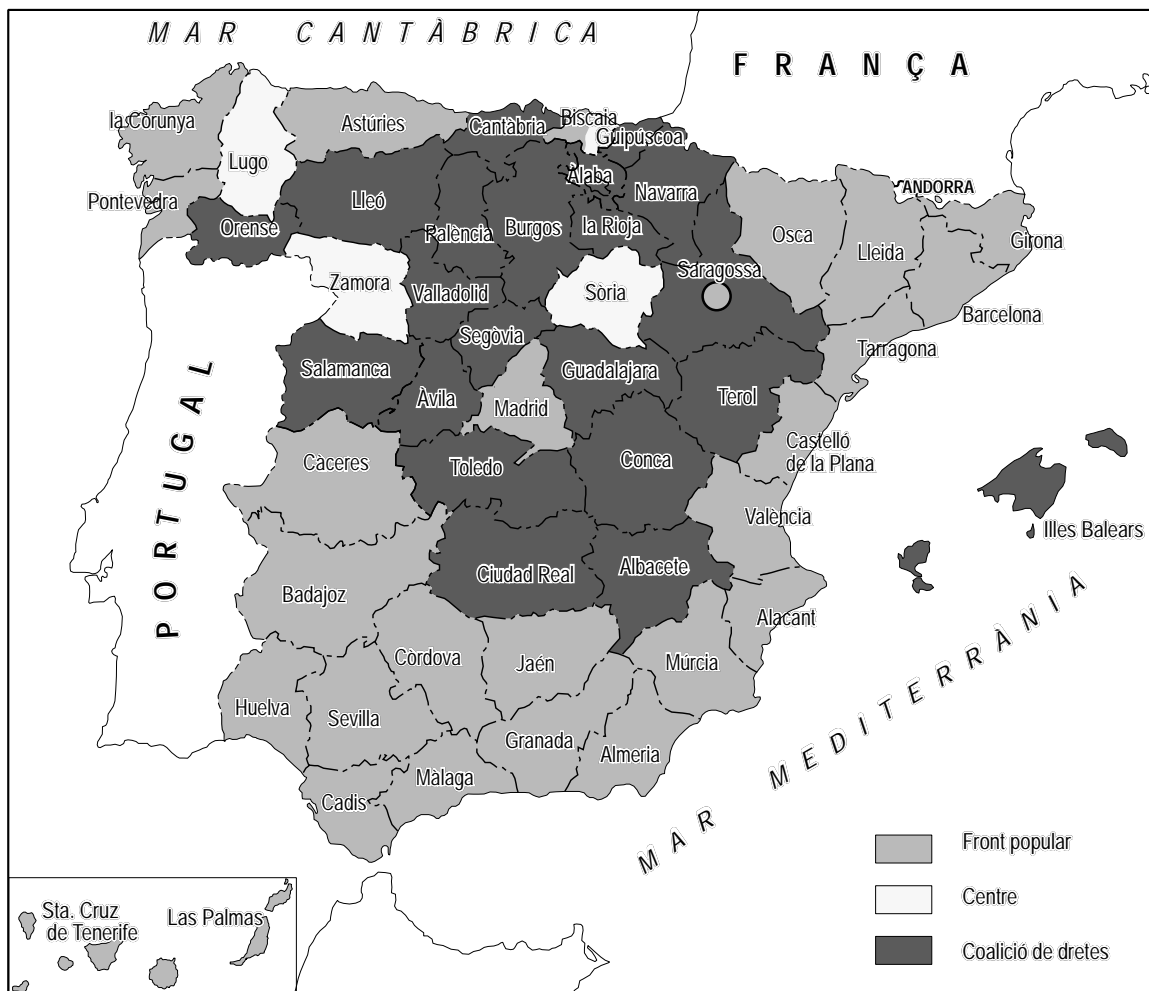 MAR CANTÀBRICA
FRANÇA
la Corunya
Lugo
Astúries
Cantàbria
Biscaia
Guipúscoa
Àlaba
Navarra
Pontevedra
Orense
Lleó
Palència
Burgos
la Rioja
Osca
Lleida
ANDORRA
Girona
Barcelona
Tarragona
Zamora
Valladolid
Sòria
Saragossa
Segòvia
Salamanca
Àvila
Madrid
Guadalajara
Terol
Castelló
de la Plana
Càceres
Toledo
Conca
València
Illes Balears
PORTUGAL
Badajoz
Ciudad Real
Albacete
Alacant
Còrdova
Jaén
Múrcia
Huelva
Sevilla
Granada
Almeria
Màlaga
Cadis
MAR MEDITERRÀNIA
Sta. Cruz
de Tenerife
Las Palmas
Front popular
Centre
Coalició de dretes